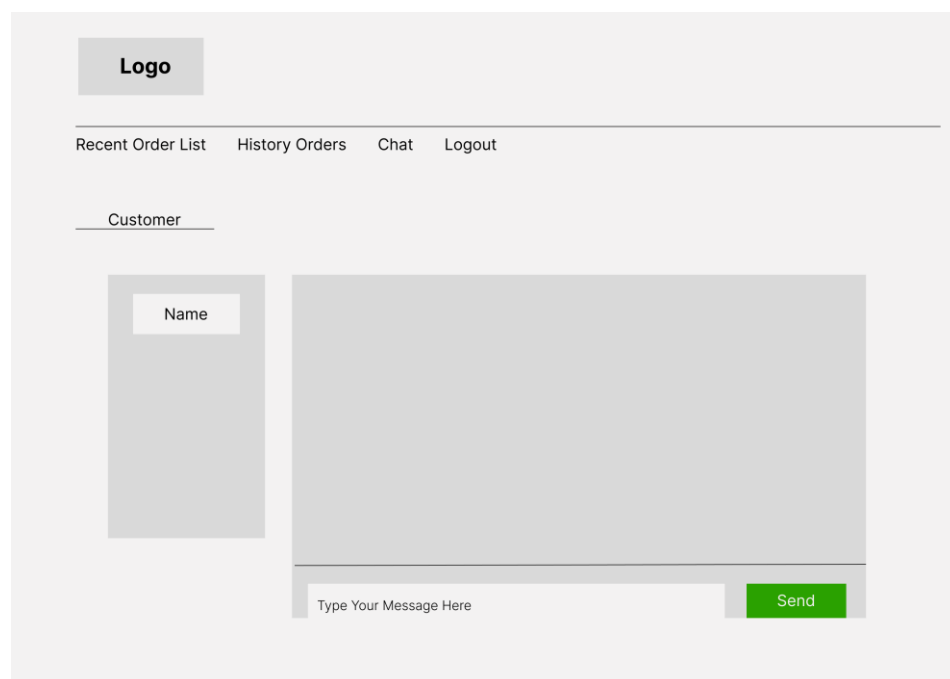 Logo
Recent Order List History Orders Chat Logout
Customer
Name
Type Your Message Here
Send